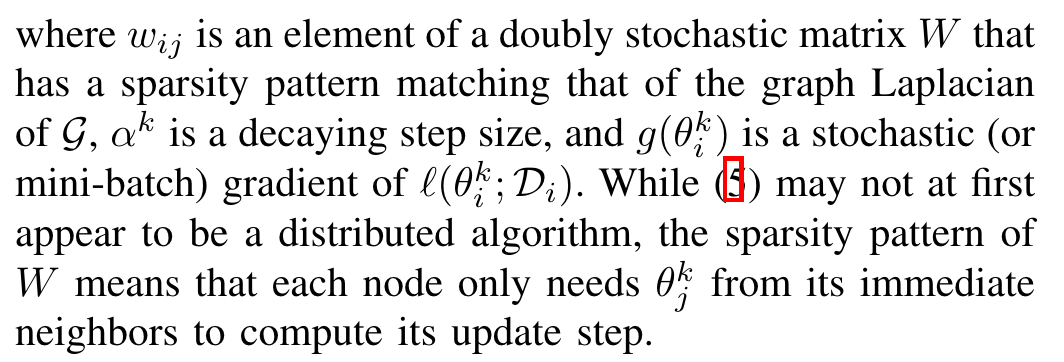 where $w_{ij}$ is an element of a doubly stochastic matrix $W$ that
has a sparsity pattern matching that of the graph Laplacian
of $\mathcal{G}$, $\alpha^k$ is a decaying step size, and $g(\theta_i^k)$ is a stochastic (or
mini-batch) gradient of $\ell(\theta_i^k; \mathcal{D}_i)$. While (5) may not at first
appear to be a distributed algorithm, the sparsity pattern of
$W$ means that each node only needs $\theta_j^k$ from its immediate
neighbors to compute its update step.